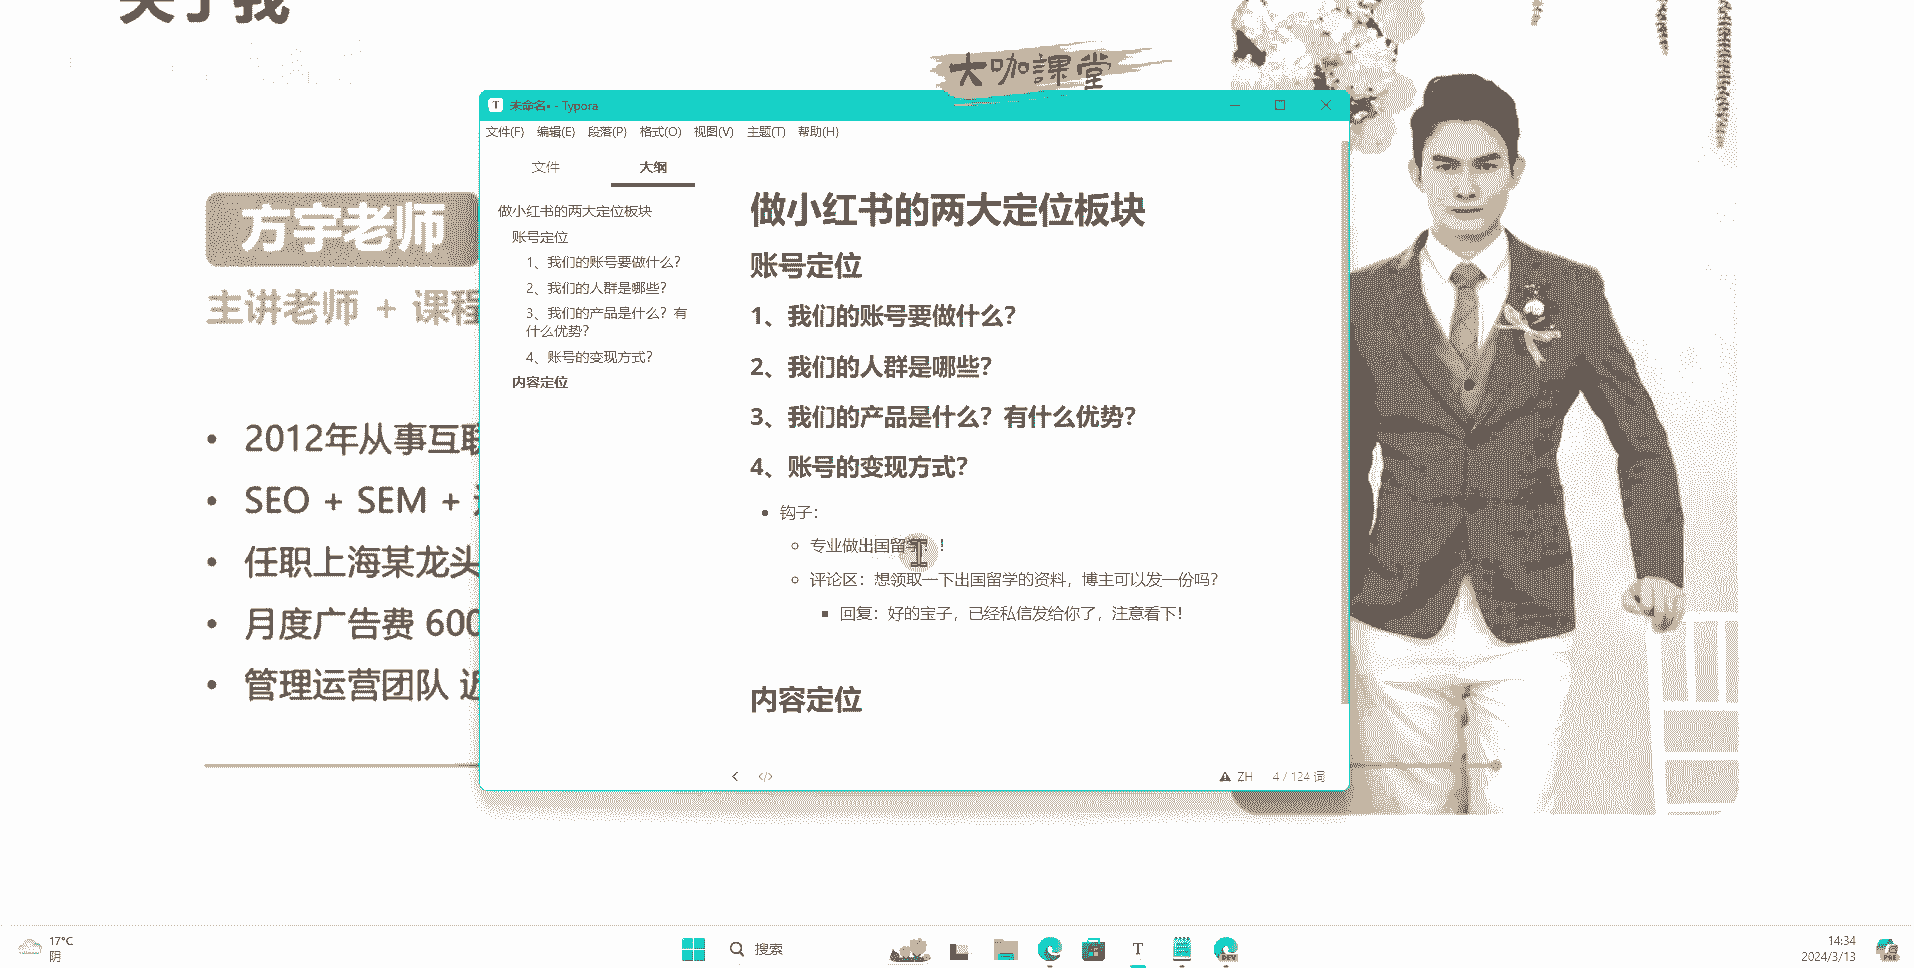 关于我
大咖課堂
T 未命名• - Typora
文件(F) 编辑(E) 段落(P) 格式(O) 视图(V) 主题(T) 帮助(H)
文件 大纲
做小红书的两大定位板块
账号定位
1、我们的账号要做什么？
2、我们的人群是哪些？
3、我们的产品是什么？有
什么优势？
4、账号的变现方式？
内容定位
做小红书的两大定位板块
账号定位
1、我们的账号要做什么？
2、我们的人群是哪些？
3、我们的产品是什么？有什么优势？
4、账号的变现方式？
钩子：
专业做出国留学！！
评论区：想领取一下出国留学的资料，博主可以发一份吗？
回复：好的宝子，已经私信发给你了，注意看下！
内容定位
ZH 4 / 124 词
方宇老师
主讲老师 + 课程
• 2012年从事互联
• SEO + SEM +
• 任职上海某龙头
• 月度广告费 600
• 管理运营团队 近
17°C
阴
搜索
T
DEV
14:34
2024/3/13
PRE